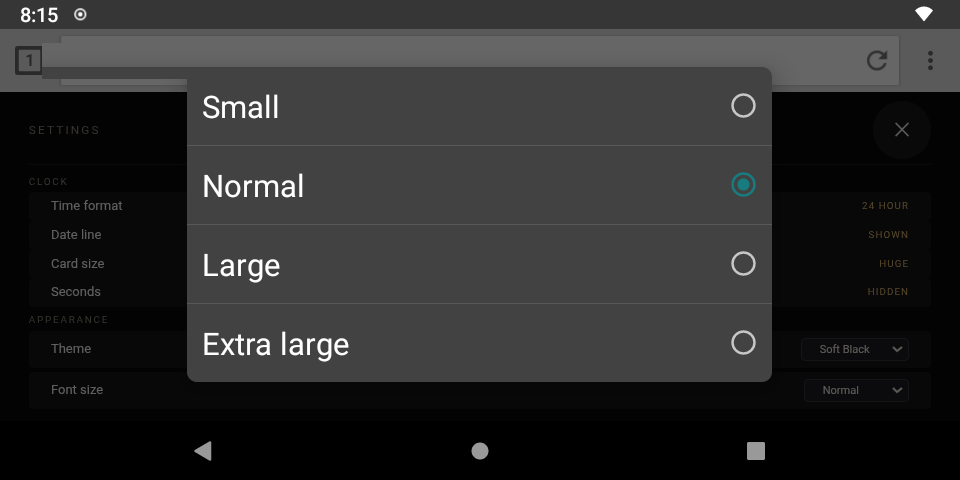 8:15
1
SETTINGS
CLOCK
Time format 24 HOUR
Date line SHOWN
Card size HUGE
Seconds HIDDEN
APPEARANCE
Theme Soft Black
Font size Normal
Small
Normal
Large
Extra large